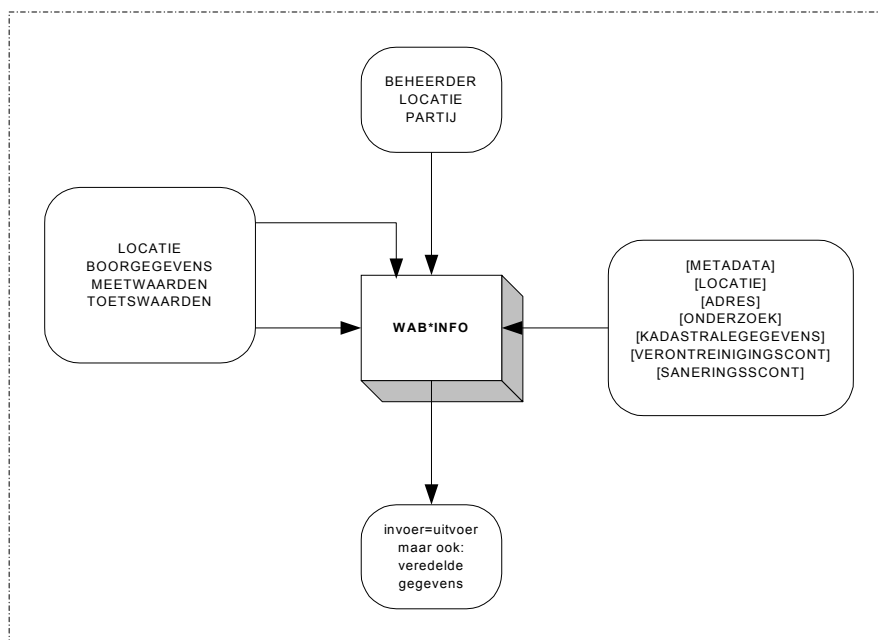 BEHEERDER
LOCATIE
PARTIJ
LOCATIE
BOORGEGEVENS
MEETWAARDEN
TOETSWAARDEN
WAB*INFO
[METADATA]
[LOCATIE]
[ADRES]
[ONDERZOEK]
[KADASTRALEGEGEVENS]
[VERONTREINIGINGSCONT]
[SANERINGSSCONT]
invoer=uitvoer
maar ook:
veredelde
gegevens